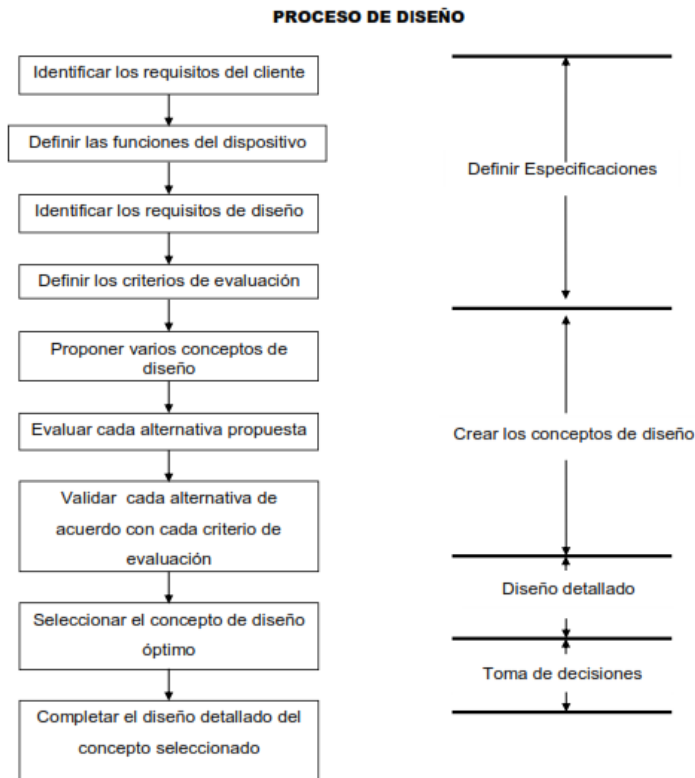 PROCESO DE DISEÑO
Identificar los requisitos del cliente
Definir las funciones del dispositivo
Identificar los requisitos de diseño
Definir los criterios de evaluación
Proponer varios conceptos de
diseño
Evaluar cada alternativa propuesta
Validar cada alternativa de
acuerdo con cada criterio de
evaluación
Seleccionar el concepto de diseño
óptimo
Completar el diseño detallado del
concepto seleccionado
Definir Especificaciones
Crear los conceptos de diseño
Diseño detallado
Toma de decisiones